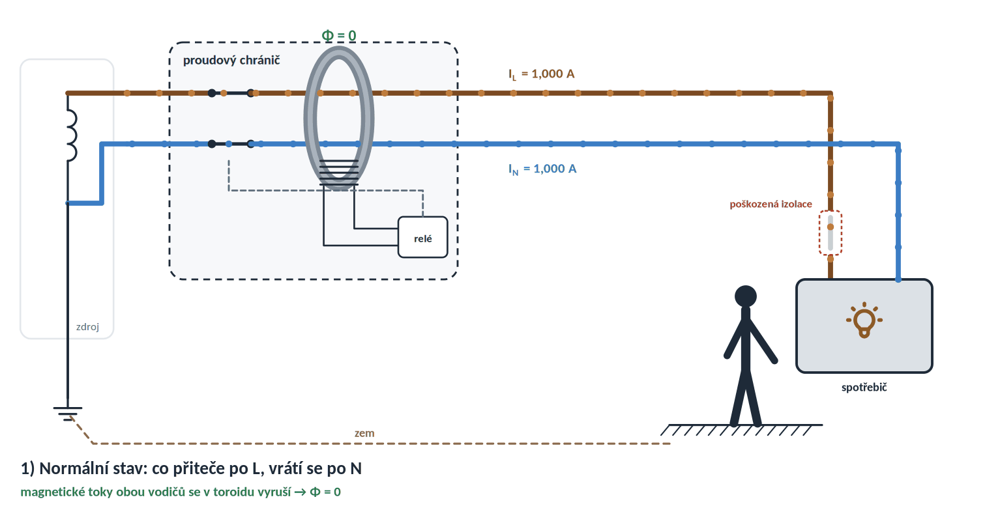 Φ = 0
proudový chránič
I_L = 1,000 A
I_N = 1,000 A
poškozená izolace
relé
zdroj
spotřebič
zem
1) Normální stav: co přiteče po L, vrátí se po N
magnetické toky obou vodičů se v toroidu vyruší → Φ = 0